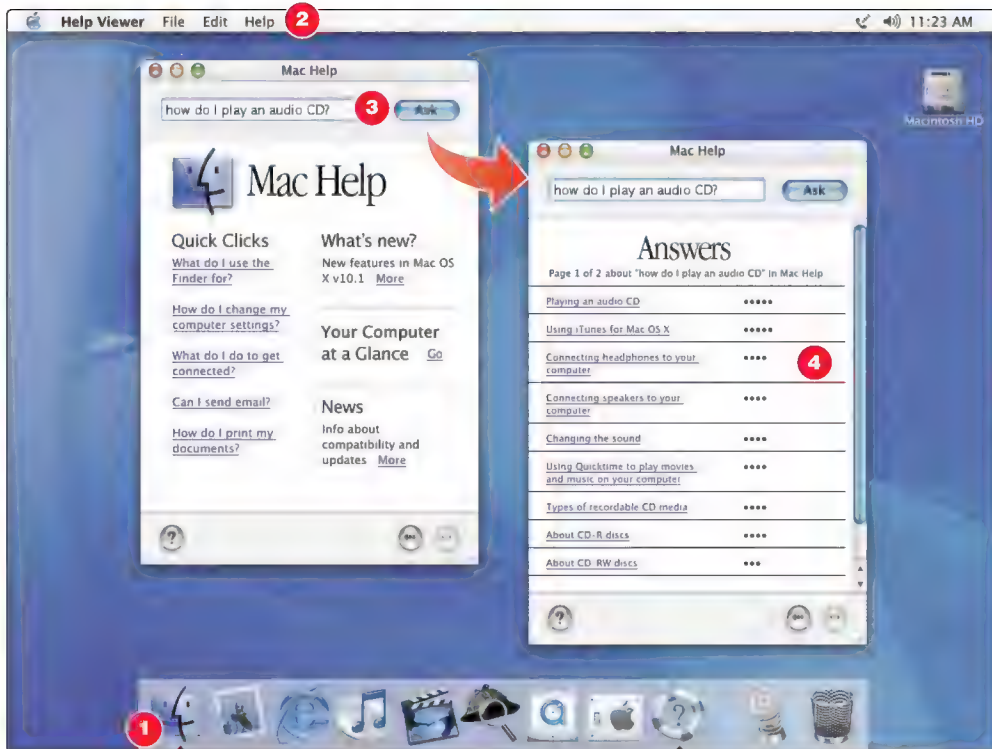 Help Viewer File Edit Help 2 11:23 AM
Mac Help
how do I play an audio CD? 3 Ask
Macintosh HD
Mac Help
Quick Clicks
What do I use the
Finder for?
How do I change my
computer settings?
What do I do to get
connected?
Can I send email?
How do I print my
documents?
What's new?
New features in Mac OS
X v10.1 More
Your Computer
at a Glance Go
News
Info about
compatibility and
updates More
?
Mac Help
how do I play an audio CD? Ask
Answers
Page 1 of 2 about "how do I play an audio CD" in Mac Help
Playing an audio CD
Using iTunes for Mac OS X
Connecting headphones to your
computer
4
Connecting speakers to your
computer
Changing the sound
Using Quicktime to play movies
and music on your computer
Types of recordable CD media
About CD-R discs
About CD-RW discs
?
1
?